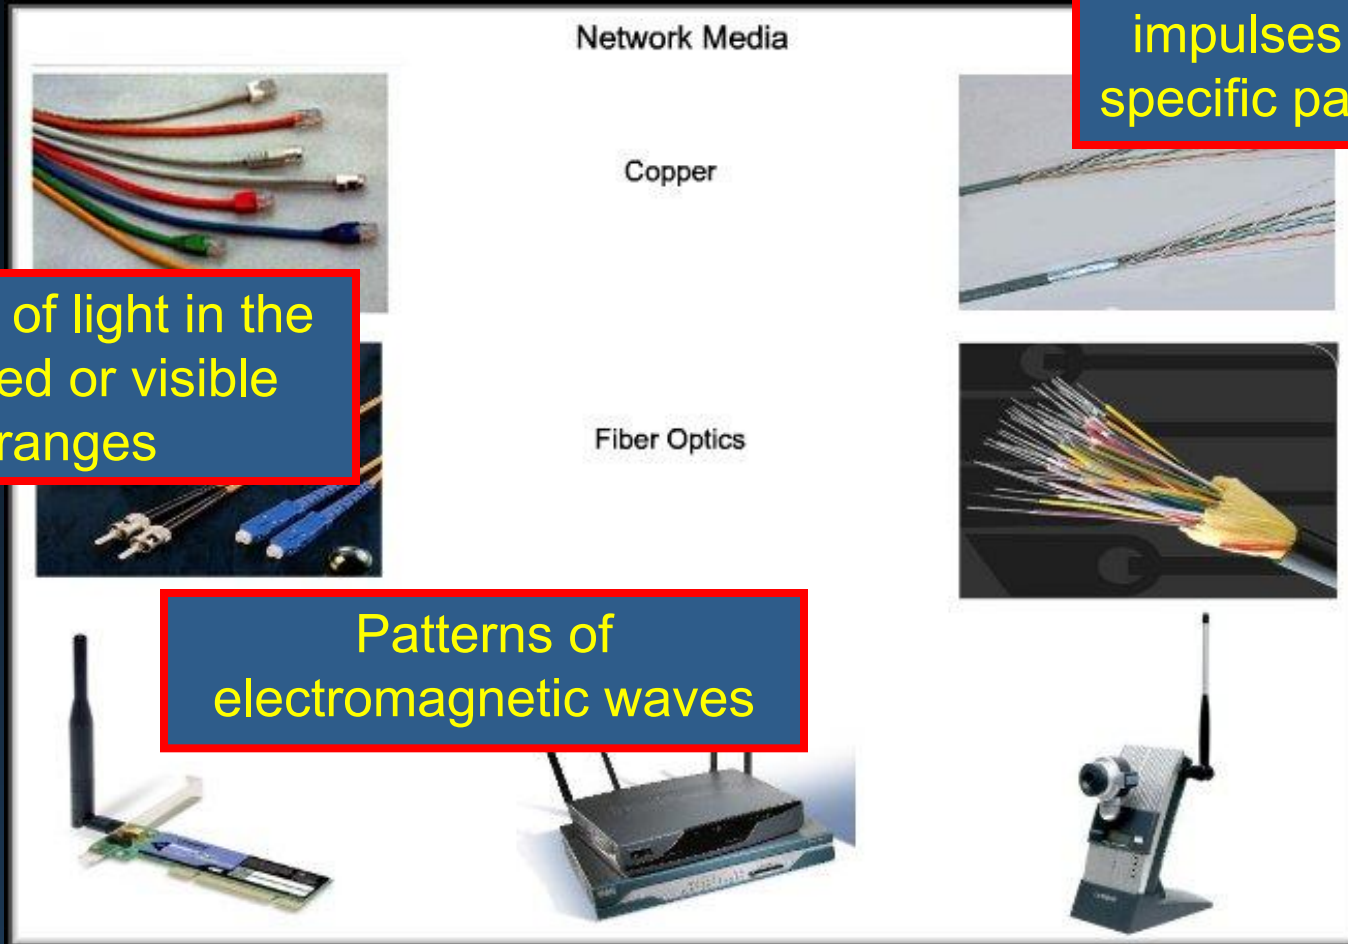 Network Media
impulses
specific pa
Copper
of light in the
ed or visible
ranges
Fiber Optics
Patterns of
electromagnetic waves